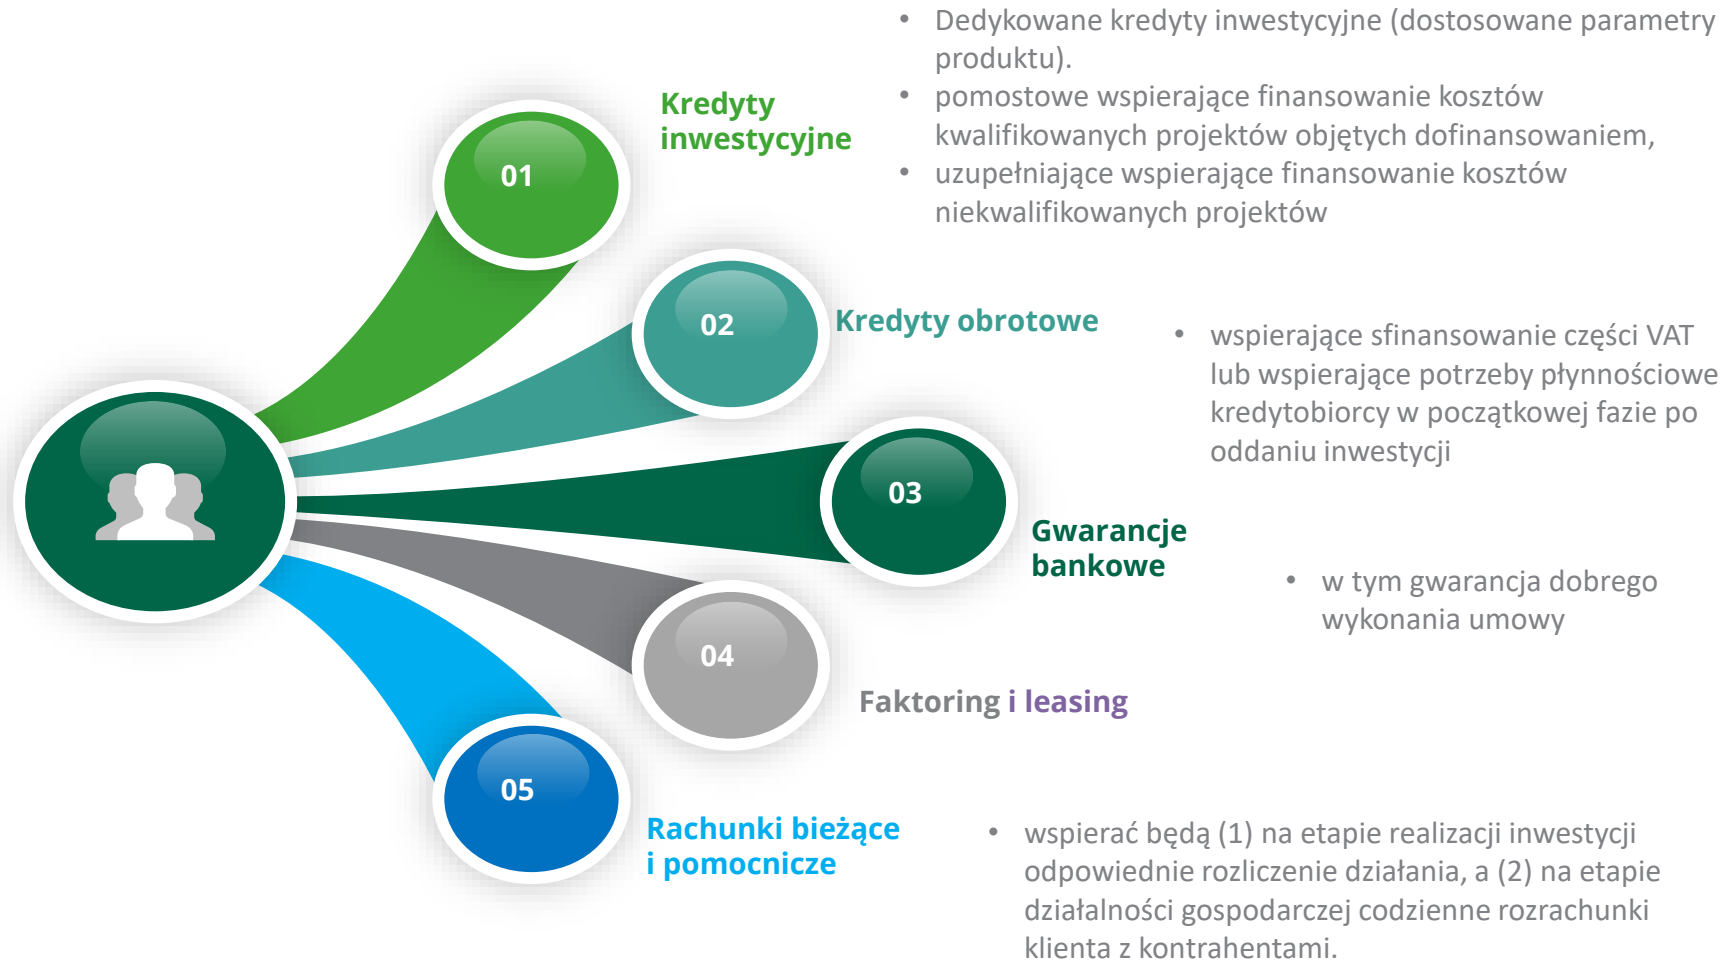 01
Kredyty
inwestycyjne
• Dedykowane kredyty inwestycyjne (dostosowane parametry
produktu).
• pomostowe wspierające finansowanie kosztów
kwalifikowanych projektów objętych dofinansowaniem,
• uzupełniające wspierające finansowanie kosztów
niekwalifikowanych projektów
02
Kredyty obrotowe
• wspierające sfinansowanie części VAT
lub wspierające potrzeby płynnościowe
kredytobiorcy w początkowej fazie po
oddaniu inwestycji
03
Gwarancje
bankowe
• w tym gwarancja dobrego
wykonania umowy
04
Faktoring i leasing
05
Rachunki bieżące
i pomocnicze
• wspierać będą (1) na etapie realizacji inwestycji
odpowiednie rozliczenie działania, a (2) na etapie
działalności gospodarczej codzienne rozrachunki
klienta z kontrahentami.